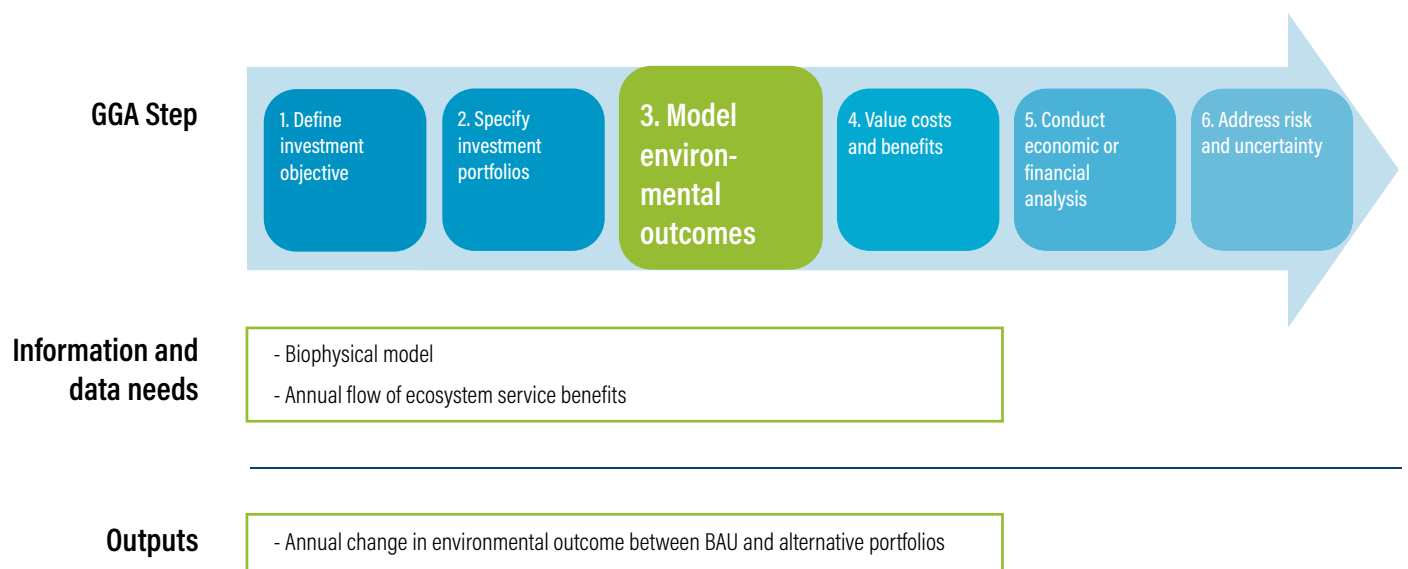 GGA Step
1. Define
investment
objective
2. Specify
investment
portfolios
3. Model
environ-
mental
outcomes
4. Value costs
and benefits
5. Conduct
economic or
financial
analysis
6. Address risk
and uncertainty
Information and
data needs
- Biophysical model
- Annual flow of ecosystem service benefits
Outputs
- Annual change in environmental outcome between BAU and alternative portfolios